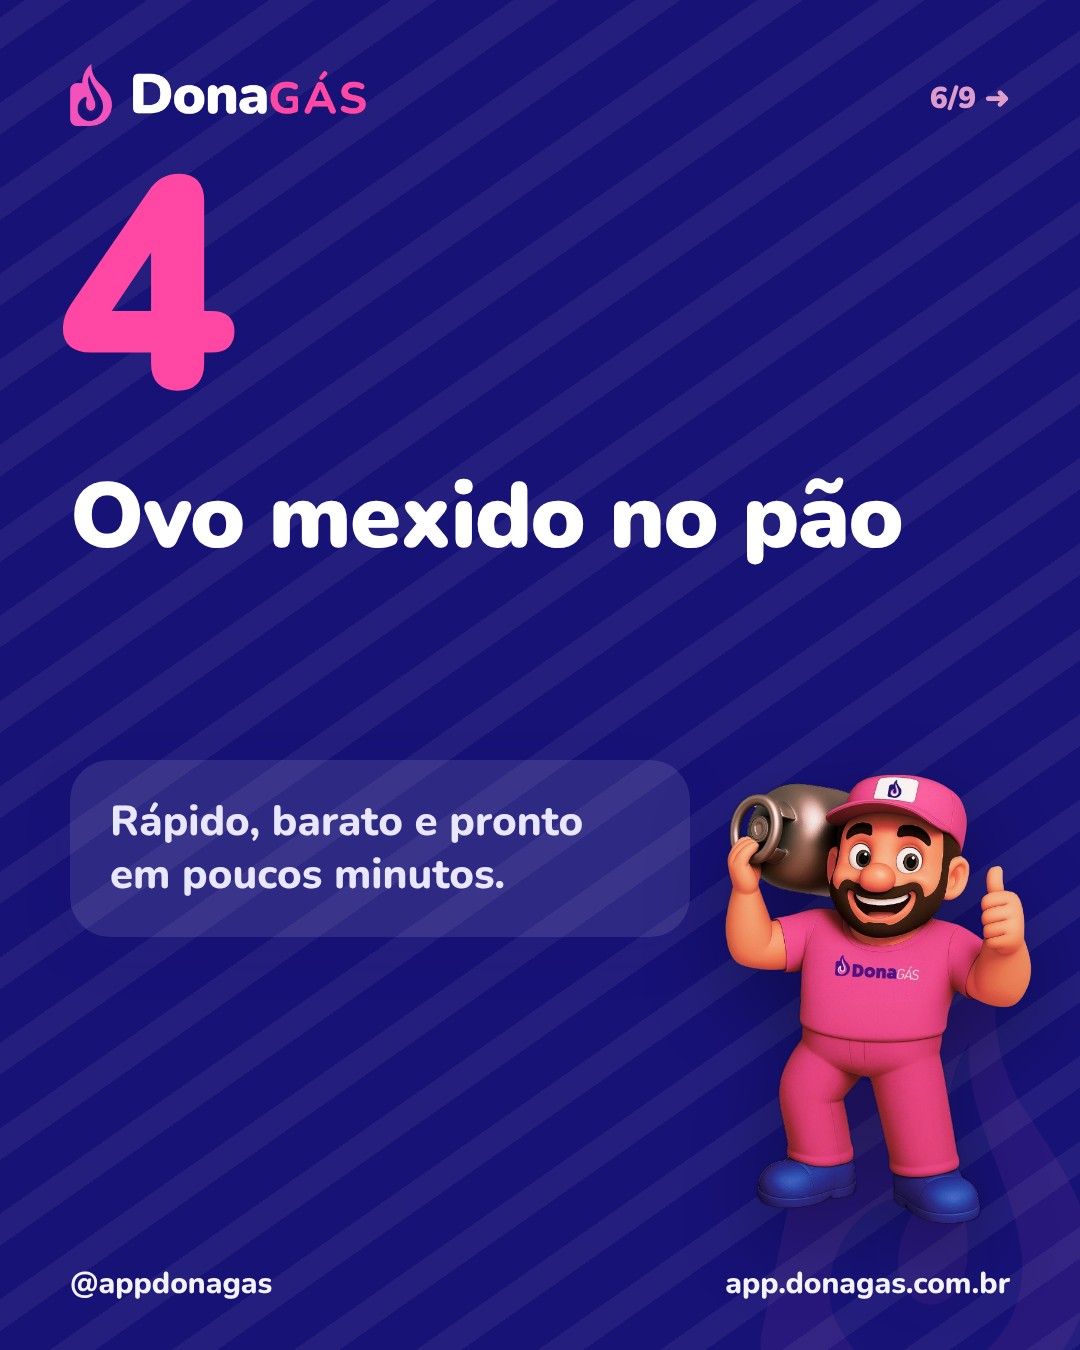 DonaGÁS
6/9 →
4
Ovo mexido no pão
Rápido, barato e pronto
em poucos minutos.
DonaGÁS
@appdonagas
app.donagas.com.br